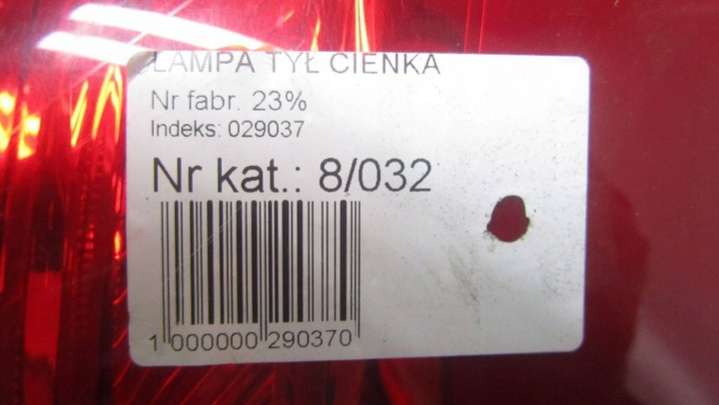 LAMPA TYŁ CIENKA
Nr fabr. 23%
Indeks: 029037
Nr kat.: 8/032
1 000000 290370